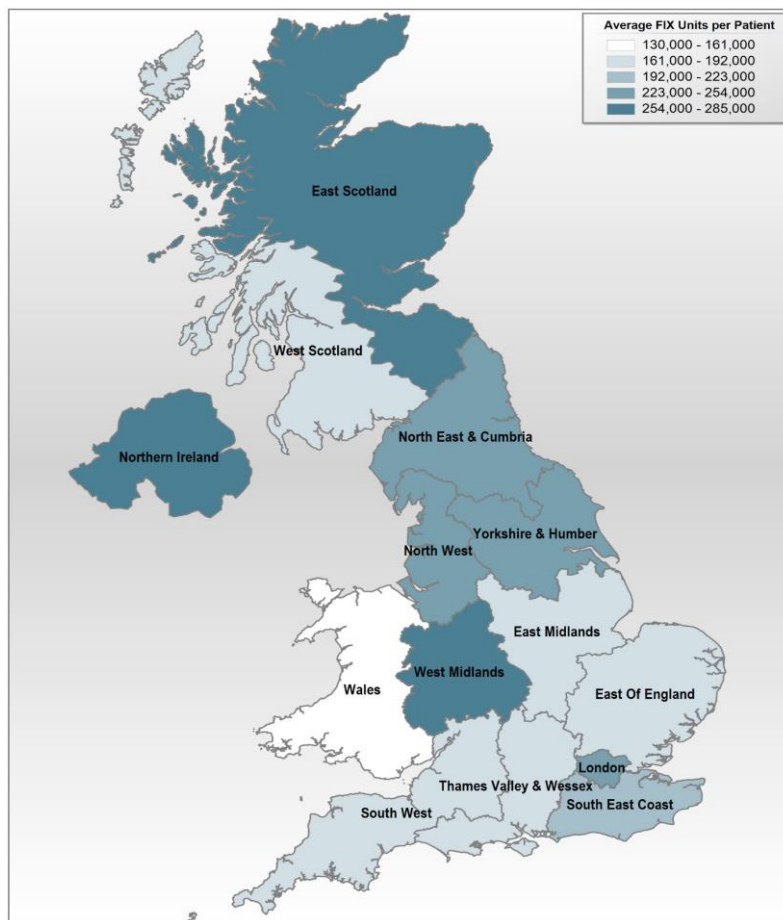 Average FIX Units per Patient
130,000 - 161,000
161,000 - 192,000
192,000 - 223,000
223,000 - 254,000
254,000 - 285,000
East Scotland
West Scotland
North East & Cumbria
Northern Ireland
Yorkshire & Humber
North West
East Midlands
West Midlands
Wales
East Of England
London
Thames Valley & Wessex
South East Coast
South West